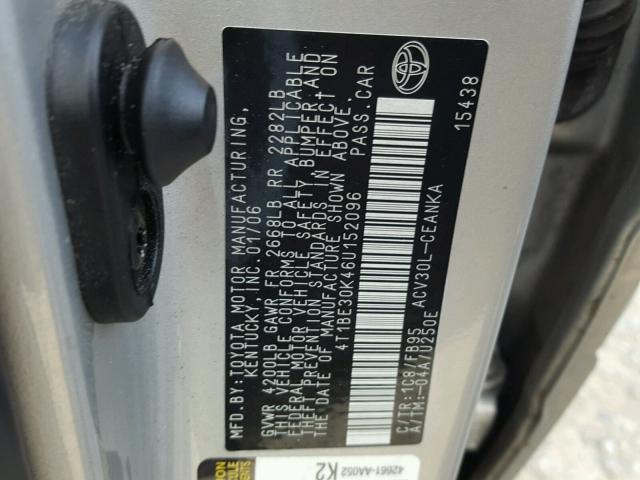 MFD.BY:TOYOTA MOTOR MANUFACTURING,
KENTUCKY, INC. 01/06
GVWR 4200LB GAWR FR 2668LB RR 2282LB
THIS VEHICLE CONFORMS TO ALL APPLICABLE
FEDERAL MOTOR VEHICLE SAFETY, BUMPER, AND
THEFT PREVENTION STANDARDS IN EFFECT ON
THE DATE OF MANUFACTURE SHOWN ABOVE.
4T1BE30K46U152096 PASS.CAR
C/TR:1C8/FB95 ACV30L-CEANKA
A/TM:-04A/U250E
15438
42661-AA052
K2